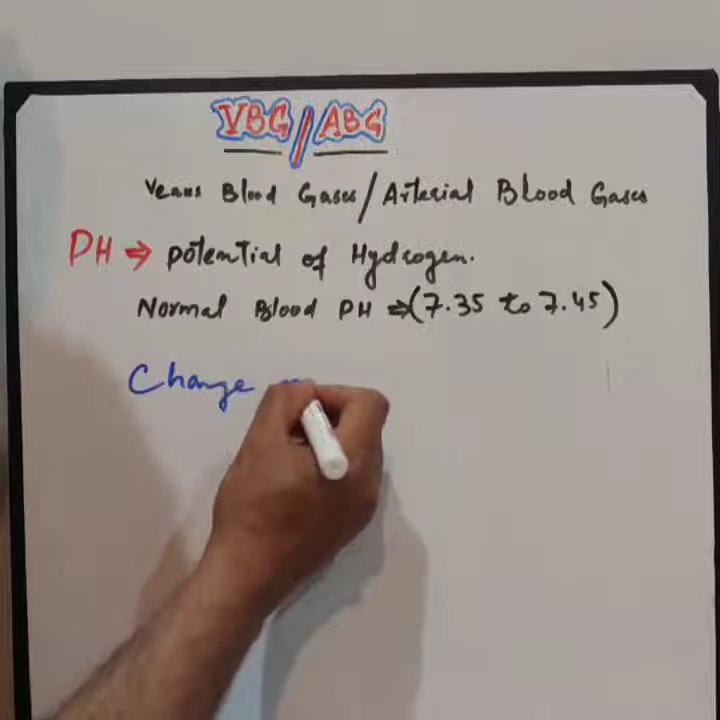 VBG/ABG
Veans Blood Gases/Arterial Blood Gases
PH ⇒ Potential of Hydrogen.
Normal Blood PH ⇒ (7.35 to 7.45)
Change